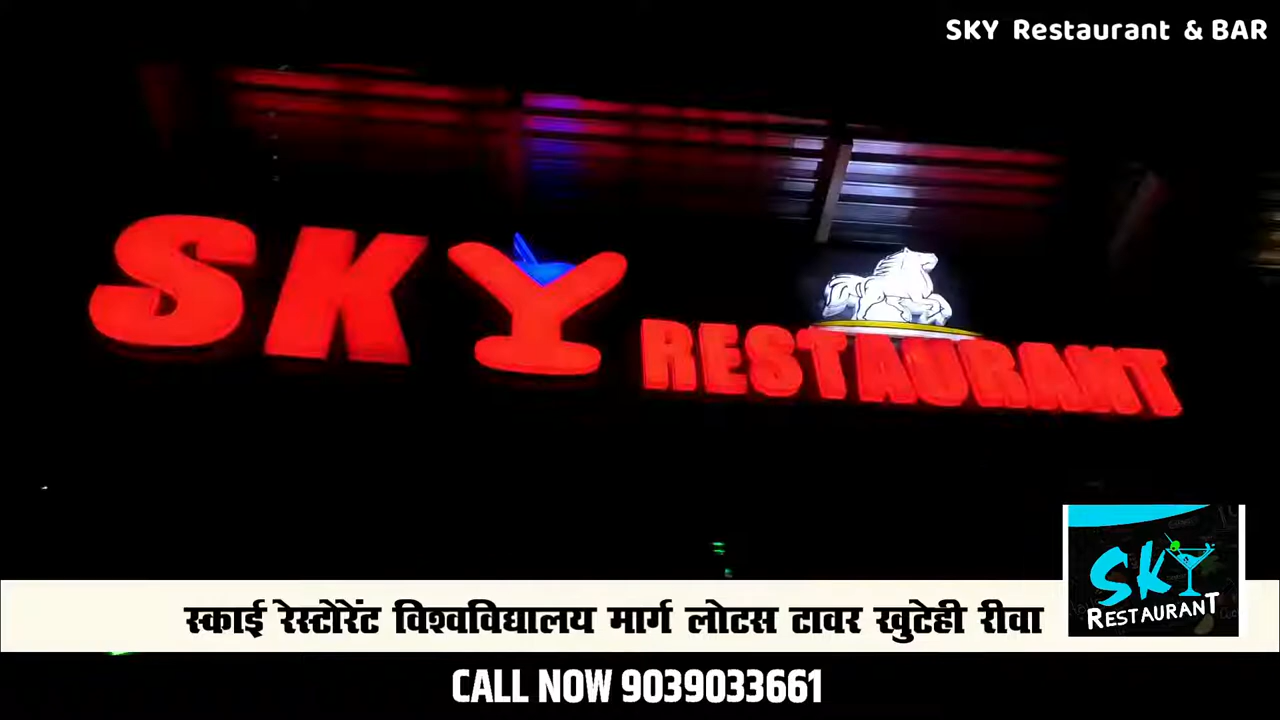 SKY Restaurant & BAR
SKY RESTAURANT
SKY
RESTAURANT
स्काई रेस्टोरेंट विश्वविद्यालय मार्ग लोटस टावर खुटेही रीवा
CALL NOW 9039033661